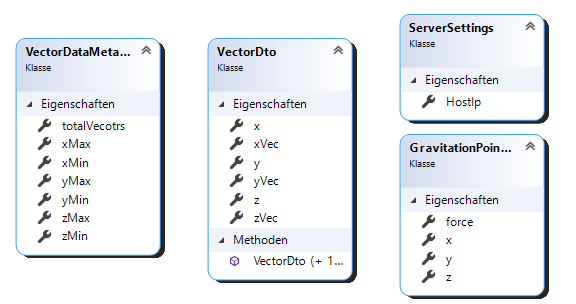 VectorDataMeta...
Klasse
Eigenschaften
totalVecotrs
xMax
xMin
yMax
yMin
zMax
zMin
VectorDto
Klasse
Eigenschaften
x
xVec
y
yVec
z
zVec
Methoden
VectorDto (+ 1...
ServerSettings
Klasse
Eigenschaften
HostIp
GravitationPoin...
Klasse
Eigenschaften
force
x
y
z